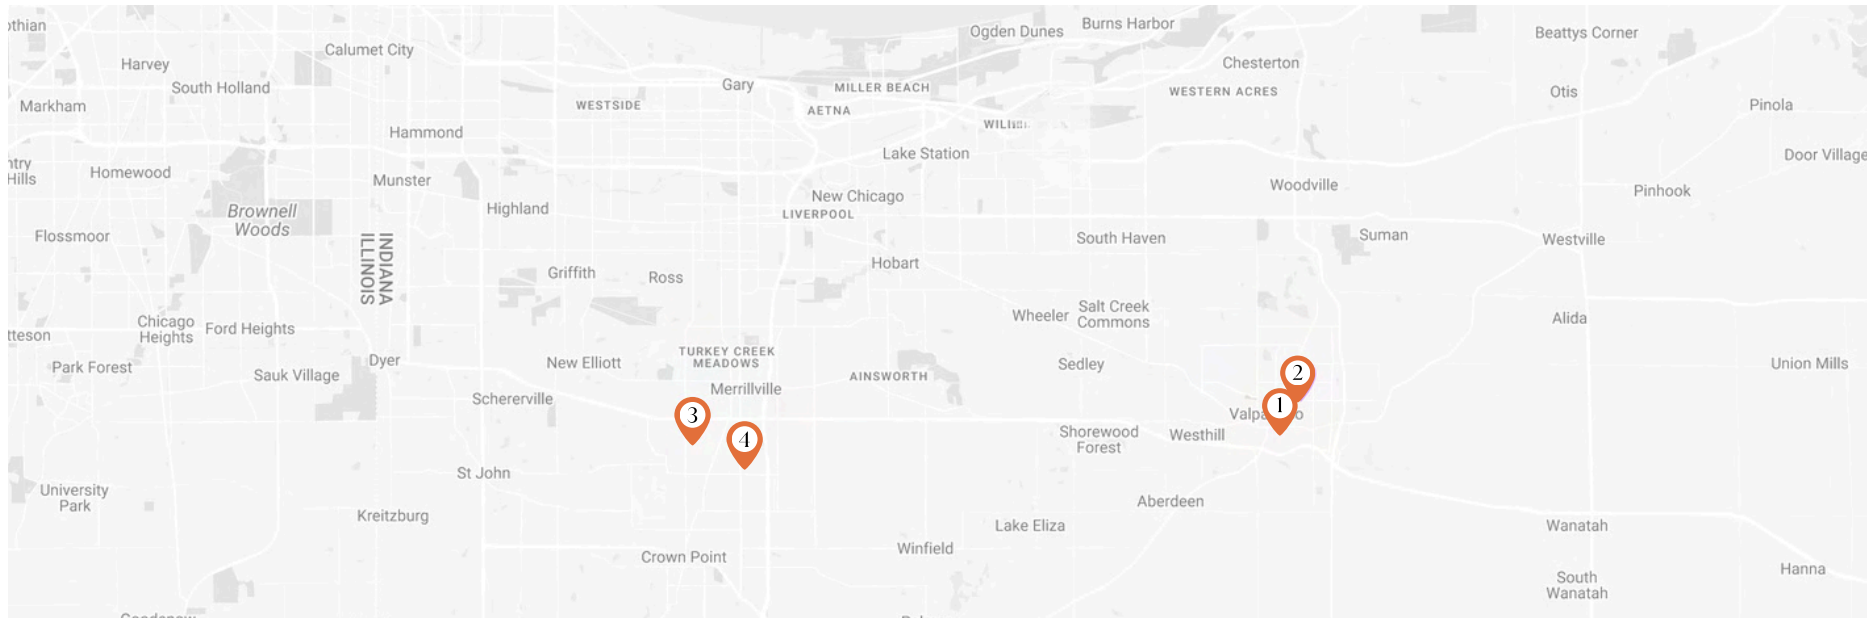 Ogden Dunes
Burns Harbor
Beattys Corner
Calumet City
Harvey
Chesterton
South Holland
Gary
MILLER BEACH
WESTERN ACRES
Otis
Markham
WESTSIDE
AETNA
Pinola
Hammond
Lake Station
Door Village
Homewood
Munster
Woodville
Hills
New Chicago
Pinhook
Highland
LIVERPOOL
Brownell
Woods
Flossmoor
INDIANA
ILLINOIS
South Haven
Suman
Westville
Griffith
Ross
Hobart
Wheeler
Salt Creek
Commons
Alida
Chicago
Heights
Ford Heights
TURKEY CREEK
MEADOWS
Park Forest
Sauk Village
Dyer
New Elliott
AINSWORTH
Sedley
Union Mills
Merrillville
Schererville
2
1
3
4
Shorewood
Forest
Westhill
St John
University
Park
Kreitzburg
Aberdeen
Lake Eliza
Wanatah
Crown Point
Winfield
Hanna
South
Wanatah